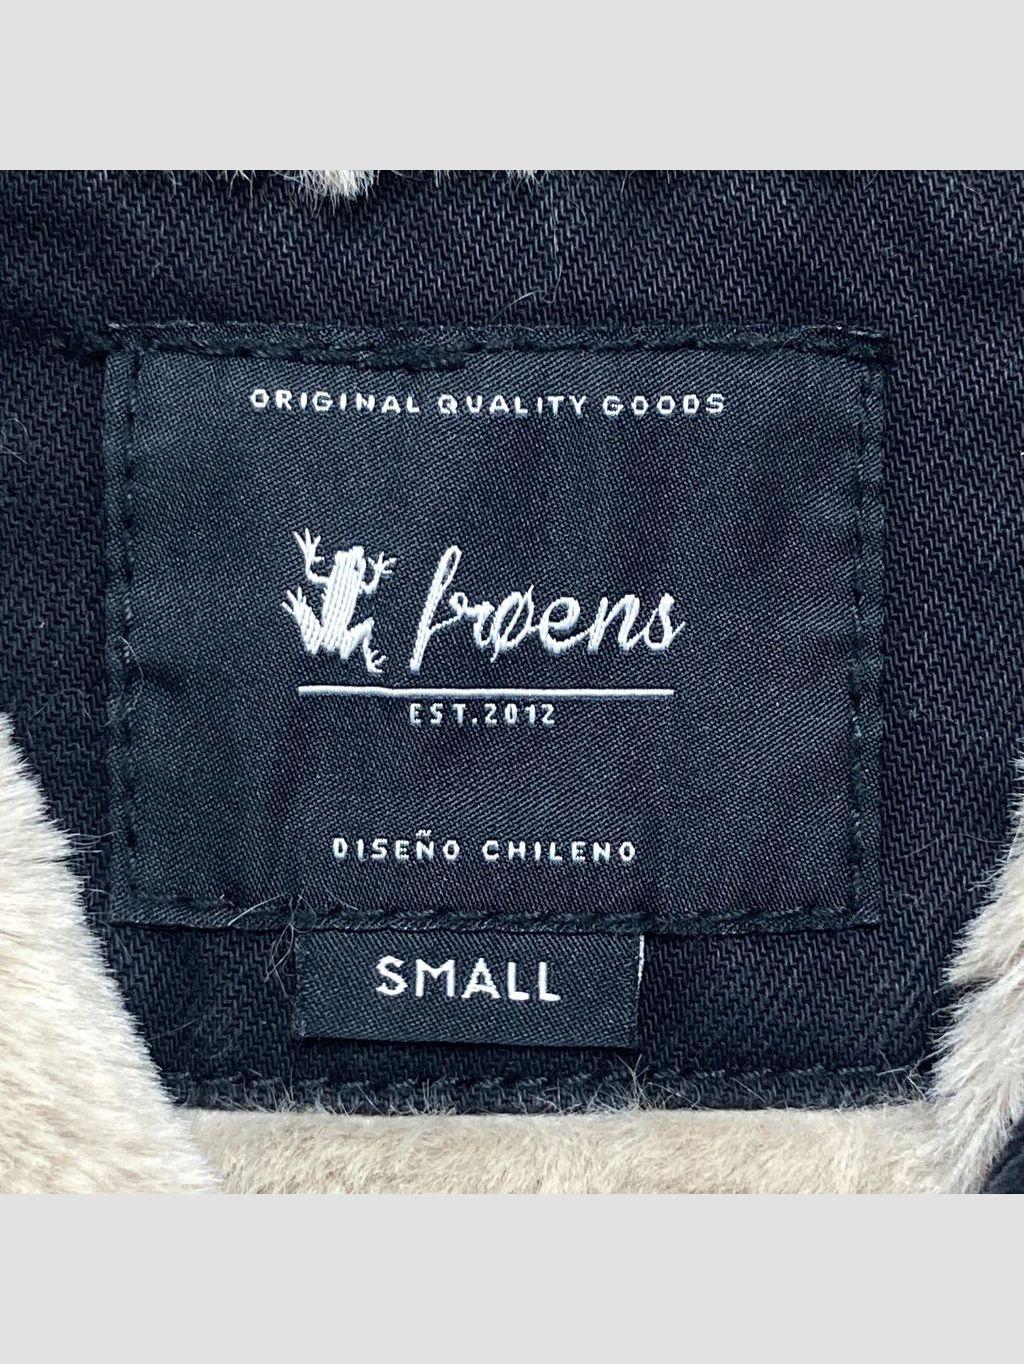 ORIGINAL QUALITY GOODS
frøens
EST.2012
DISEÑO CHILENO
SMALL